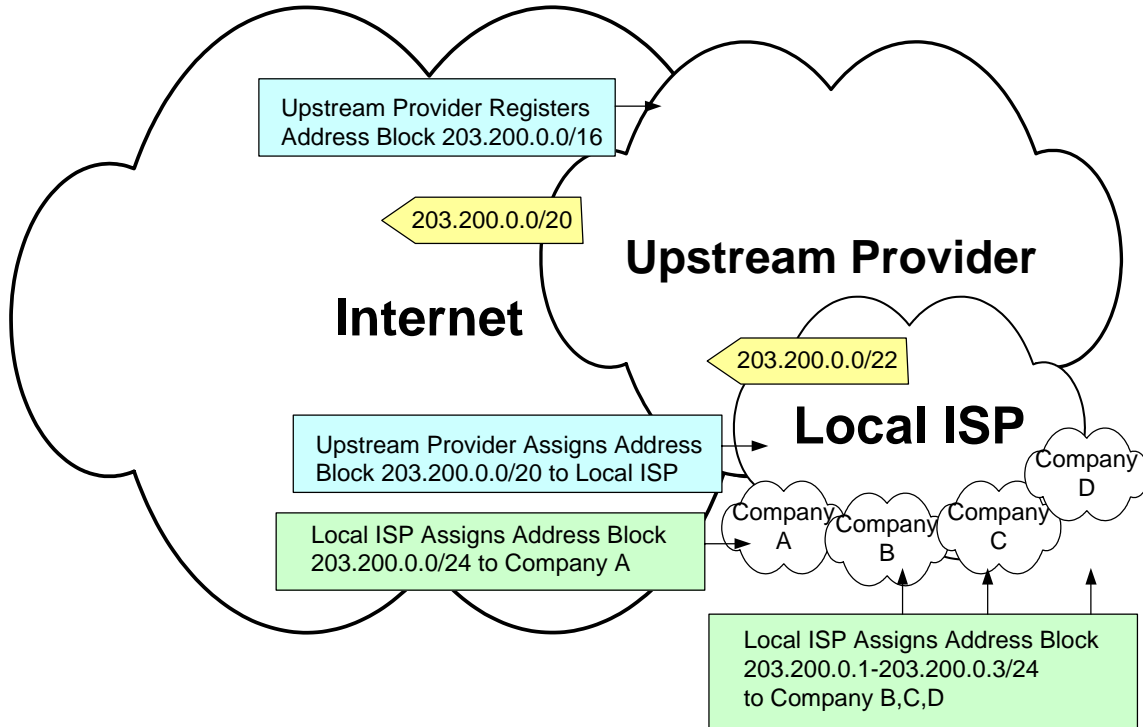 Upstream Provider Registers
Address Block 203.200.0.0/16
203.200.0.0/20
Upstream Provider
Internet
203.200.0.0/22
Local ISP
Upstream Provider Assigns Address
Block 203.200.0.0/20 to Local ISP
Company
D
Company
A
Company
B
Company
C
Local ISP Assigns Address Block
203.200.0.0/24 to Company A
Local ISP Assigns Address Block
203.200.0.1-203.200.0.3/24
to Company B,C,D